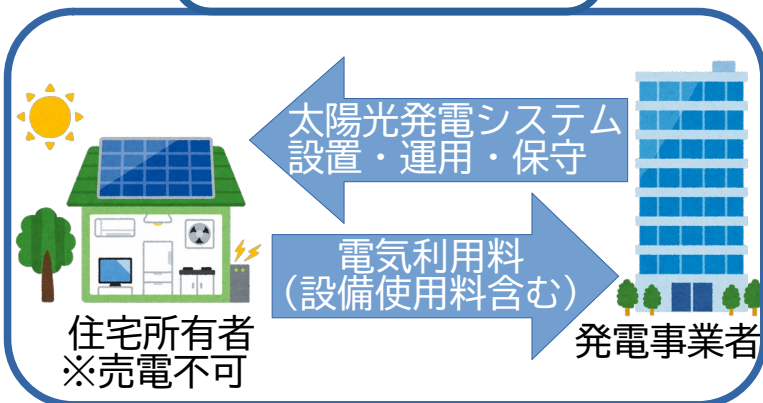 太陽光発電システム
設置・運用・保守
電気利用料
（設備使用料含む）
住宅所有者
※売電不可
発電事業者